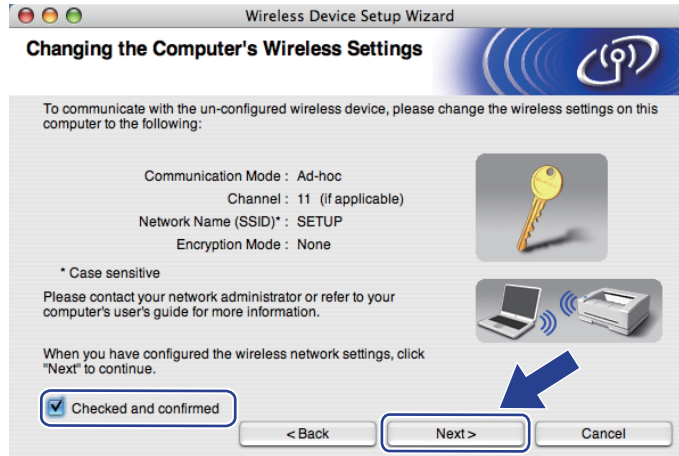 Wireless Device Setup Wizard
Changing the Computer's Wireless Settings
To communicate with the un-configured wireless device, please change the wireless settings on this
computer to the following:
Communication Mode : Ad-hoc
Channel : 11 (if applicable)
Network Name (SSID)* : SETUP
Encryption Mode : None
* Case sensitive
Please contact your network administrator or refer to your
computer's user's guide for more information.
When you have configured the wireless network settings, click
"Next" to continue.
Checked and confirmed
< Back
Next >
Cancel